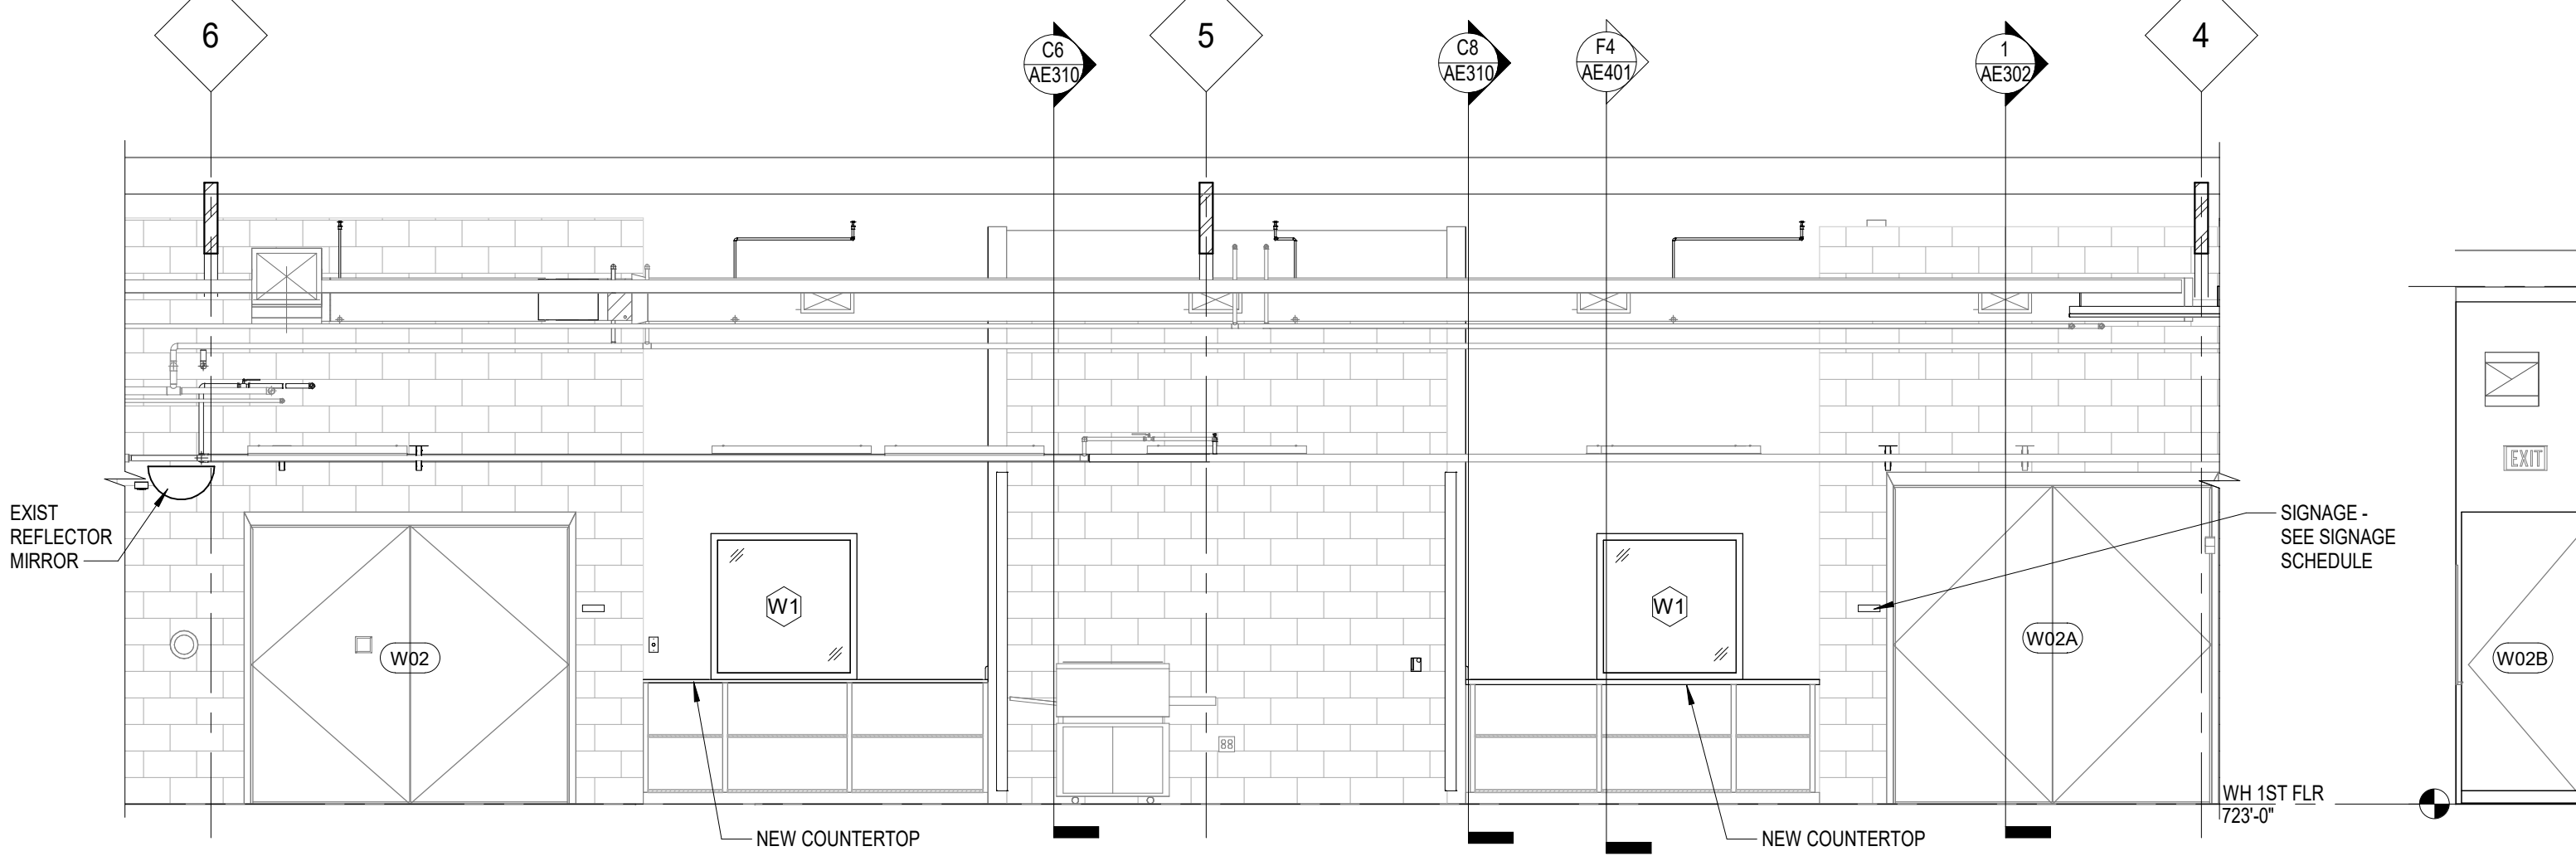 6
5
4
C6
AE310
C8
AE310
F4
AE401
1
AE302
EXIST
REFLECTOR
MIRROR
EXIT
SIGNAGE -
SEE SIGNAGE
SCHEDULE
W1
W1
W02
W02A
W02B
WH 1ST FLR
723'-0"
NEW COUNTERTOP
NEW COUNTERTOP